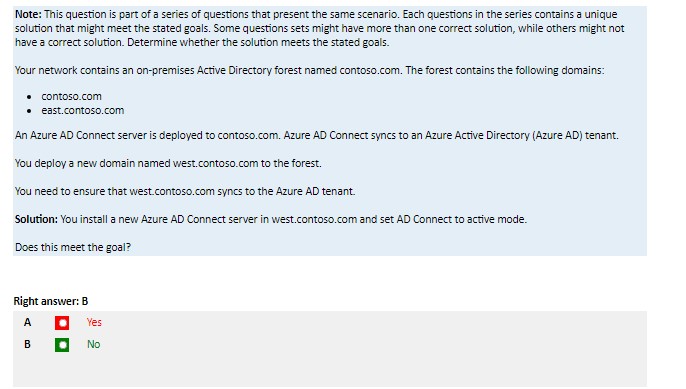 Note: This question is part of a series of questions that present the same scenario. Each questions in the series contains a unique
solution that might meet the stated goals. Some questions sets might have more than one correct solution, while others might not
have a correct solution. Determine whether the solution meets the stated goals.
Your network contains an on-premises Active Directory forest named contoso.com. The forest contains the following domains:
• contoso.com
• east.contoso.com
An Azure AD Connect server is deployed to contoso.com. Azure AD Connect syncs to an Azure Active Directory (Azure AD) tenant.
You deploy a new domain named west.contoso.com to the forest.
You need to ensure that west.contoso.com syncs to the Azure AD tenant.
Solution: You install a new Azure AD Connect server in west.contoso.com and set AD Connect to active mode.
Does this meet the goal?
Right answer: B
A Yes
B No